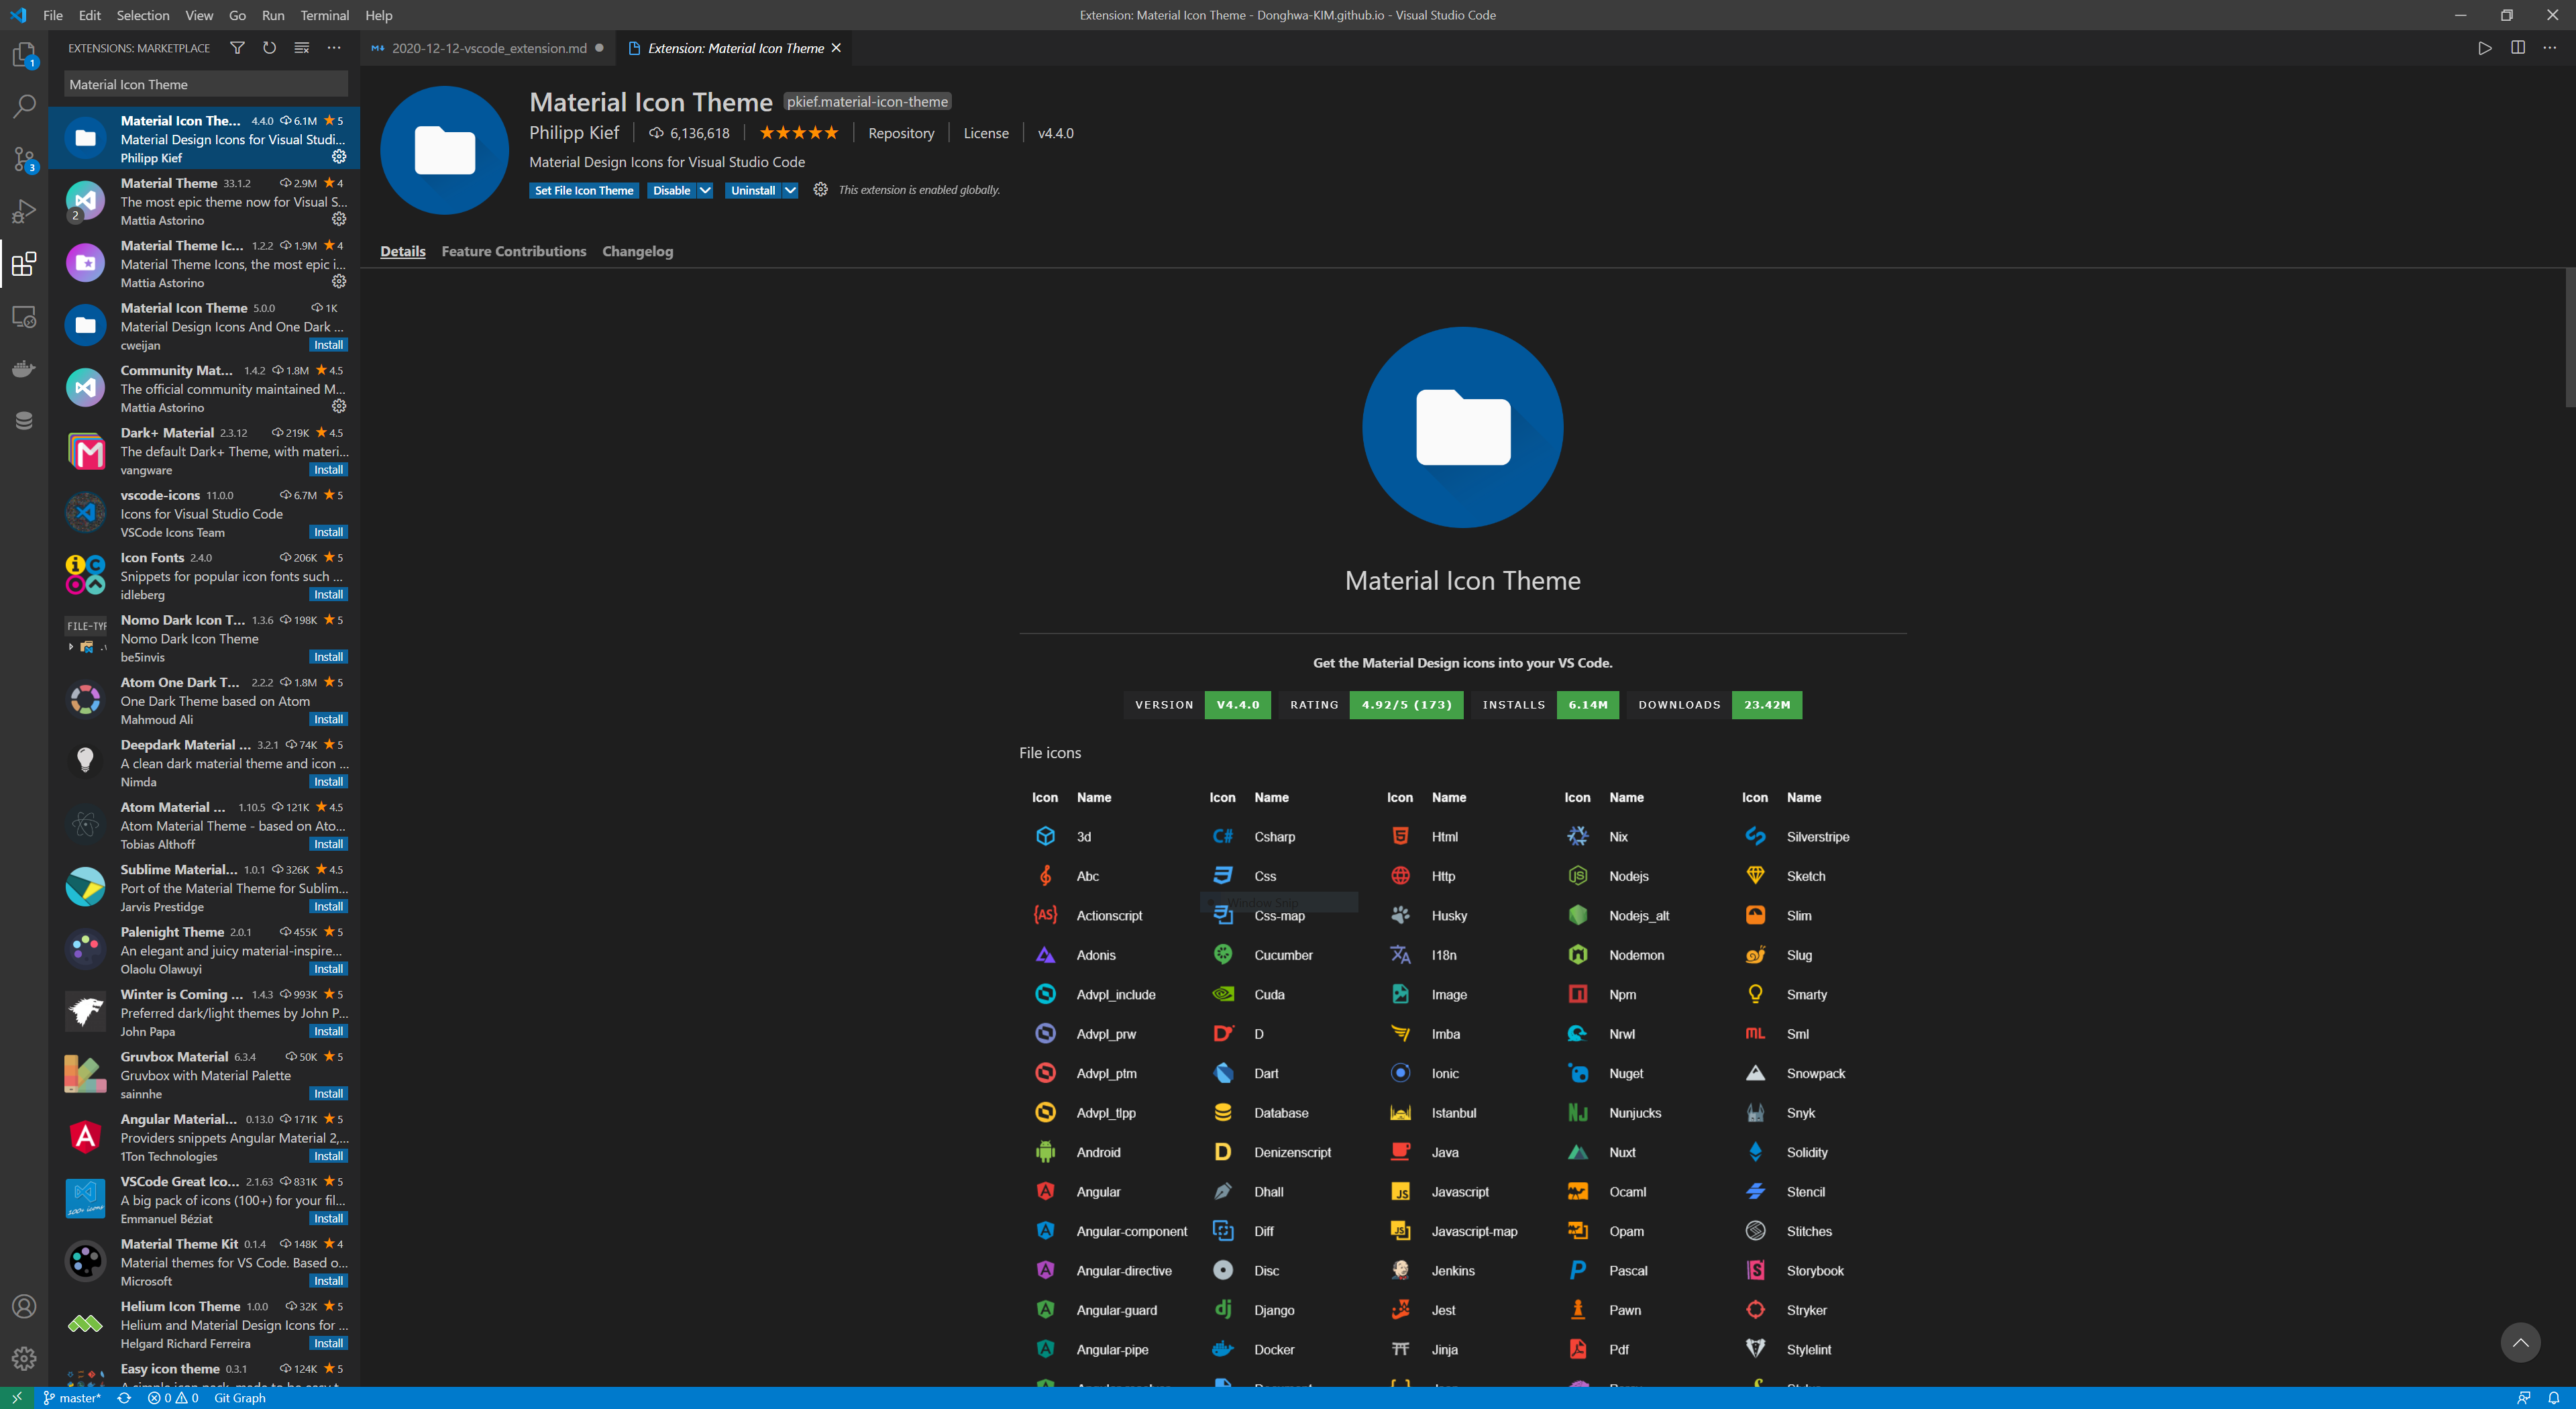 File Edit Selection View Go Run Terminal Help
Extension: Material Icon Theme - Donghwa-KIM.github.io - Visual Studio Code
EXTENSIONS: MARKETPLACE
2020-12-12-vscode_extension.md
Extension: Material Icon Theme
1
3
Material Icon Theme
Material Icon The... 4.4.0 6.1M 5
Material Design Icons for Visual Studi...
Philipp Kief
Material Theme 33.1.2 2.9M 4
The most epic theme now for Visual S...
2
Mattia Astorino
Material Theme Ic... 1.2.2 1.9M 4
Material Theme Icons, the most epic i...
Mattia Astorino
Material Icon Theme 5.0.0 1K
Material Design Icons And One Dark ...
cweijan Install
Community Mat... 1.4.2 1.8M 4.5
The official community maintained M...
Mattia Astorino
Dark+ Material 2.3.12 219K 4.5
The default Dark+ Theme, with materi...
vangware Install
vscode-icons 11.0.0 6.7M 5
Icons for Visual Studio Code
VSCode Icons Team Install
Icon Fonts 2.4.0 206K 5
Snippets for popular icon fonts such ...
idleberg Install
Nomo Dark Icon T... 1.3.6 198K 5
FILE-TYP
Nomo Dark Icon Theme
be5invis Install
Atom One Dark T... 2.2.2 1.8M 5
One Dark Theme based on Atom
Mahmoud Ali Install
Deepdark Material ... 3.2.1 74K 5
A clean dark material theme and icon ...
Nimda Install
Atom Material ... 1.10.5 121K 4.5
Atom Material Theme - based on Ato...
Tobias Althoff Install
Sublime Material... 1.0.1 326K 4.5
Port of the Material Theme for Sublim...
Jarvis Prestidge Install
Palenight Theme 2.0.1 455K 5
An elegant and juicy material-inspire...
Olaolu Olawuyi Install
Winter is Coming ... 1.4.3 993K 5
Preferred dark/light themes by John P...
John Papa Install
Gruvbox Material 6.3.4 50K 5
Gruvbox with Material Palette
sainnhe Install
Angular Material... 0.13.0 171K 5
Providers snippets Angular Material 2,...
1Ton Technologies Install
VSCode Great Ico... 2.1.63 831K 5
A big pack of icons (100+) for your fil...
100+ icons
Emmanuel Béziat Install
Material Theme Kit 0.1.4 148K 4
Material themes for VS Code. Based o...
Microsoft Install
Helium Icon Theme 1.0.0 32K 5
Helium and Material Design Icons for ...
Helgard Richard Ferreira Install
Easy icon theme 0.3.1 124K 5
Material Icon Theme pkief.material-icon-theme
Philipp Kief 6,136,618 Repository License v4.4.0
Material Design Icons for Visual Studio Code
Set File Icon Theme Disable Uninstall This extension is enabled globally.
Details Feature Contributions Changelog
Material Icon Theme
Get the Material Design icons into your VS Code.
VERSION V4.4.0 RATING 4.92/5 (173) INSTALLS 6.14M DOWNLOADS 23.42M
File icons
Icon Name Icon Name Icon Name Icon Name Icon Name
3d C# Csharp Html Nix Silverstripe
Abc Css Http Nodejs Sketch
Window Snip
{AS} Actionscript Css-map Husky Nodejs_alt Slim
Adonis Cucumber I18n Nodemon Slug
Advpl_include Cuda Image Npm Smarty
Advpl_prw D Imba Nrwl ML Sml
Advpl_ptm Dart Ionic Nuget Snowpack
Advpl_tlpp Database Istanbul NJ Nunjucks Snyk
Android D Denizenscript Java Nuxt Solidity
Angular Dhall JS Javascript Ocaml Stencil
Angular-component Diff JS Javascript-map Opam Stitches
Angular-directive Disc Jenkins Pascal Storybook
Angular-guard dj Django Jest Pawn Stryker
Angular-pipe Docker Jinja Pdf Stylelint
master* 0 0 Git Graph